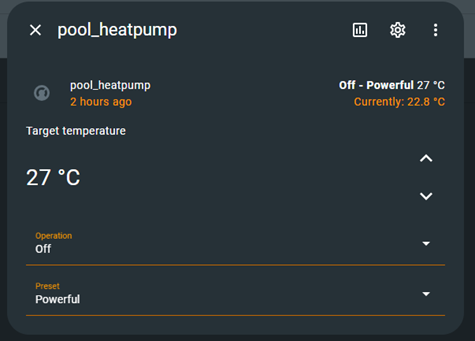 pool_heatpump
pool_heatpump
Off - Powerful 27 °C
2 hours ago
Currently: 22.8 °C
Target temperature
27 °C
Operation
Off
Preset
Powerful